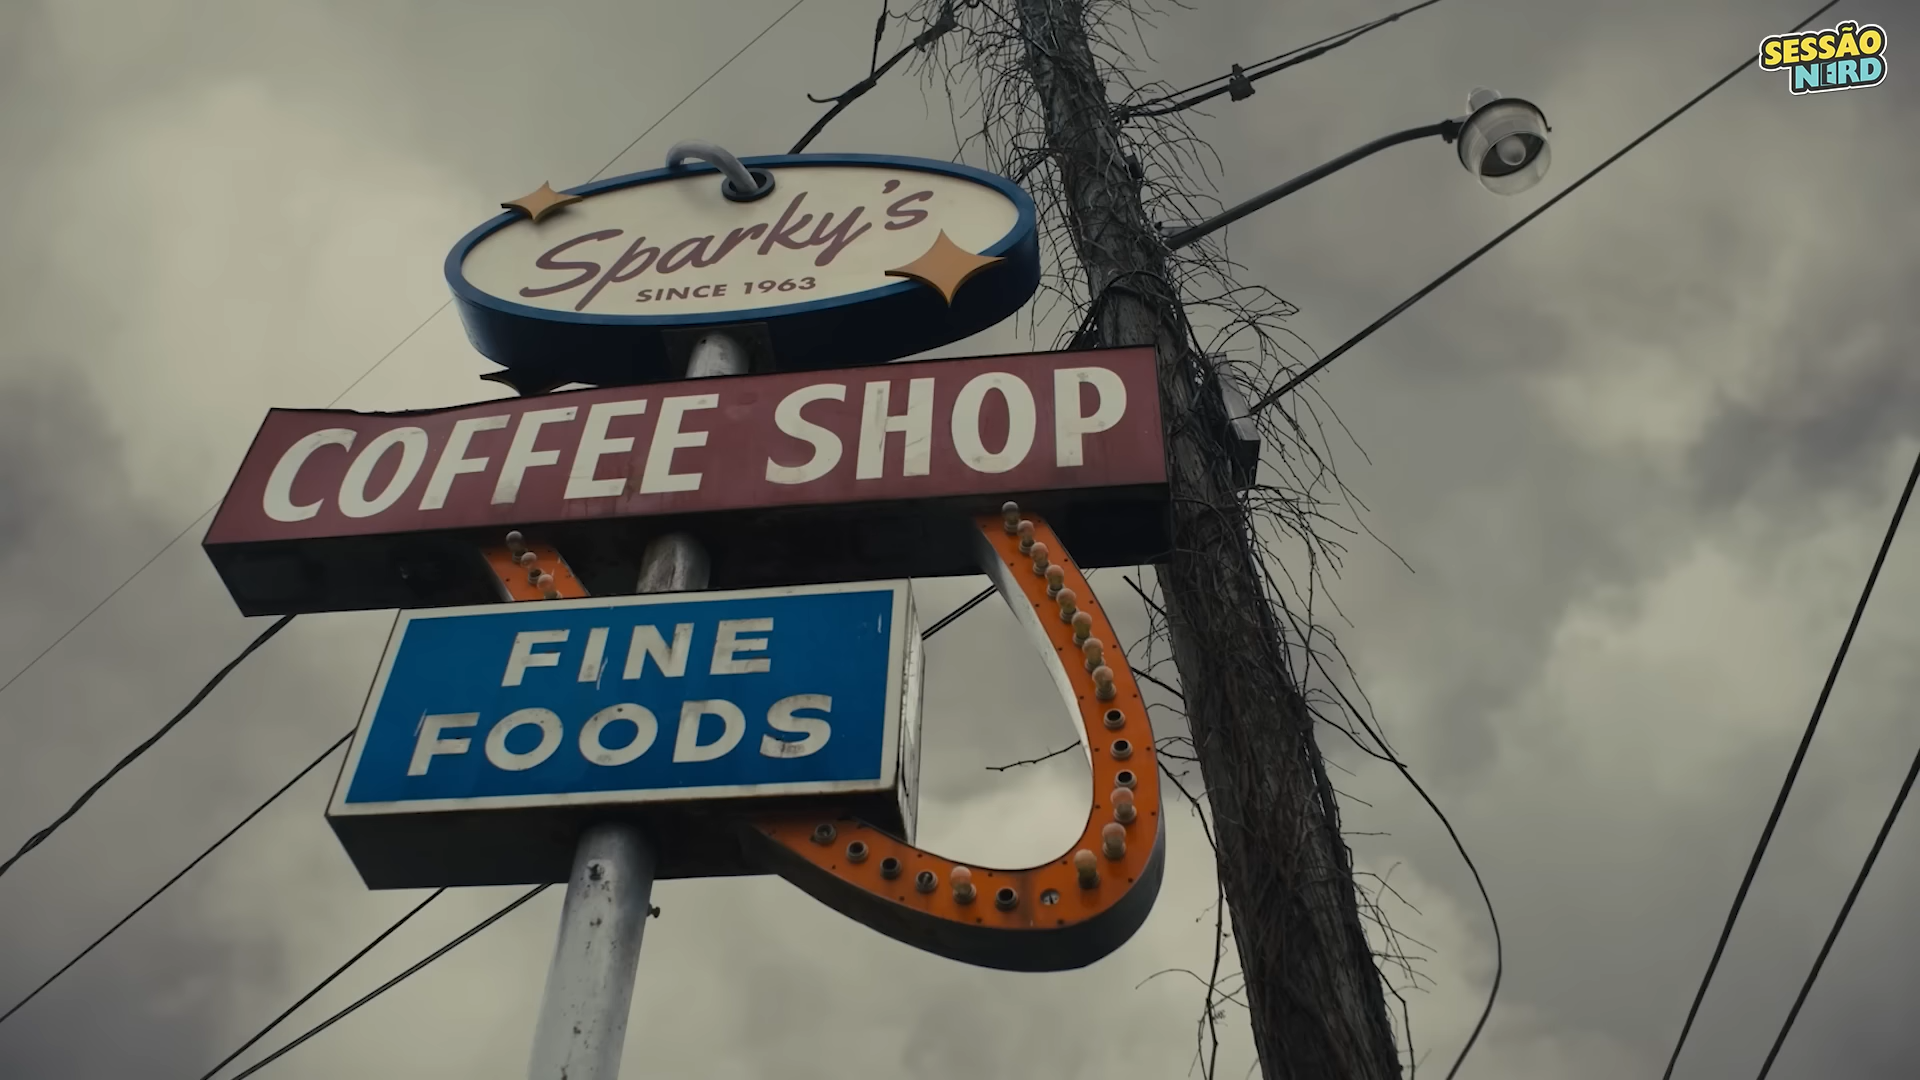 SESSÃO
NERD
Sparky's
SINCE 1963
COFFEE SHOP
FINE
FOODS